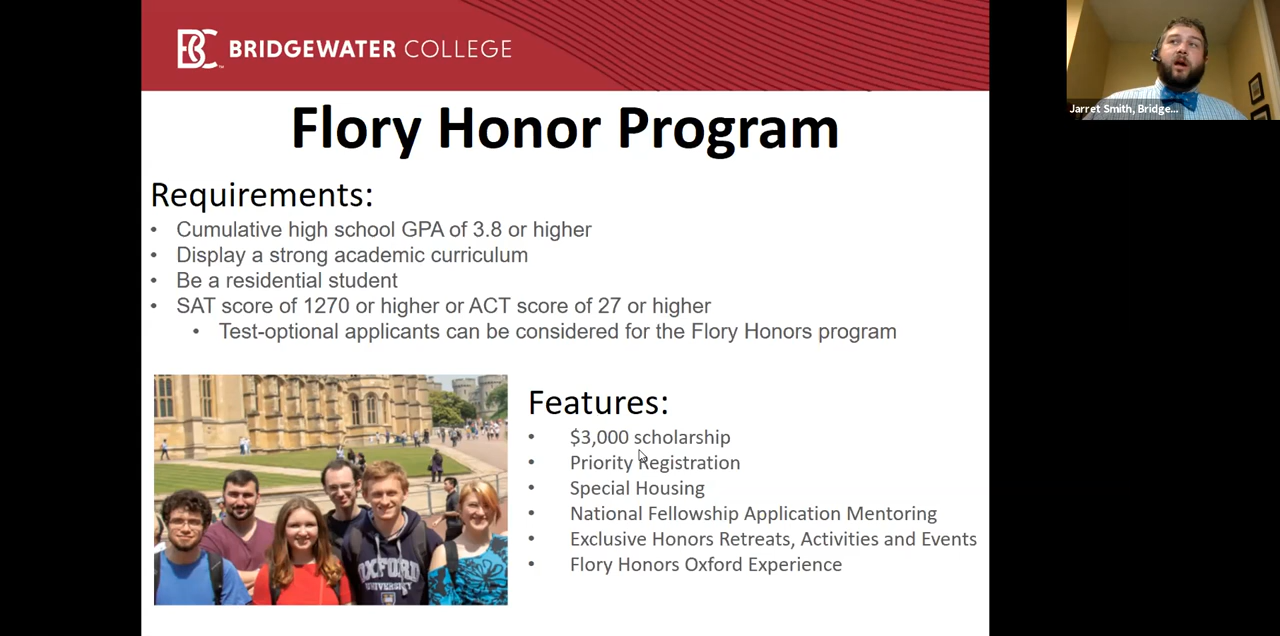 BC BRIDGEWATER COLLEGE
Jarret Smith, Bridge...
Flory Honor Program
Requirements:
• Cumulative high school GPA of 3.8 or higher
• Display a strong academic curriculum
• Be a residential student
• SAT score of 1270 or higher or ACT score of 27 or higher
• Test-optional applicants can be considered for the Flory Honors program
OXFORD
UNIVERSITY
Features:
• $3,000 scholarship
• Priority Registration
• Special Housing
• National Fellowship Application Mentoring
• Exclusive Honors Retreats, Activities and Events
• Flory Honors Oxford Experience